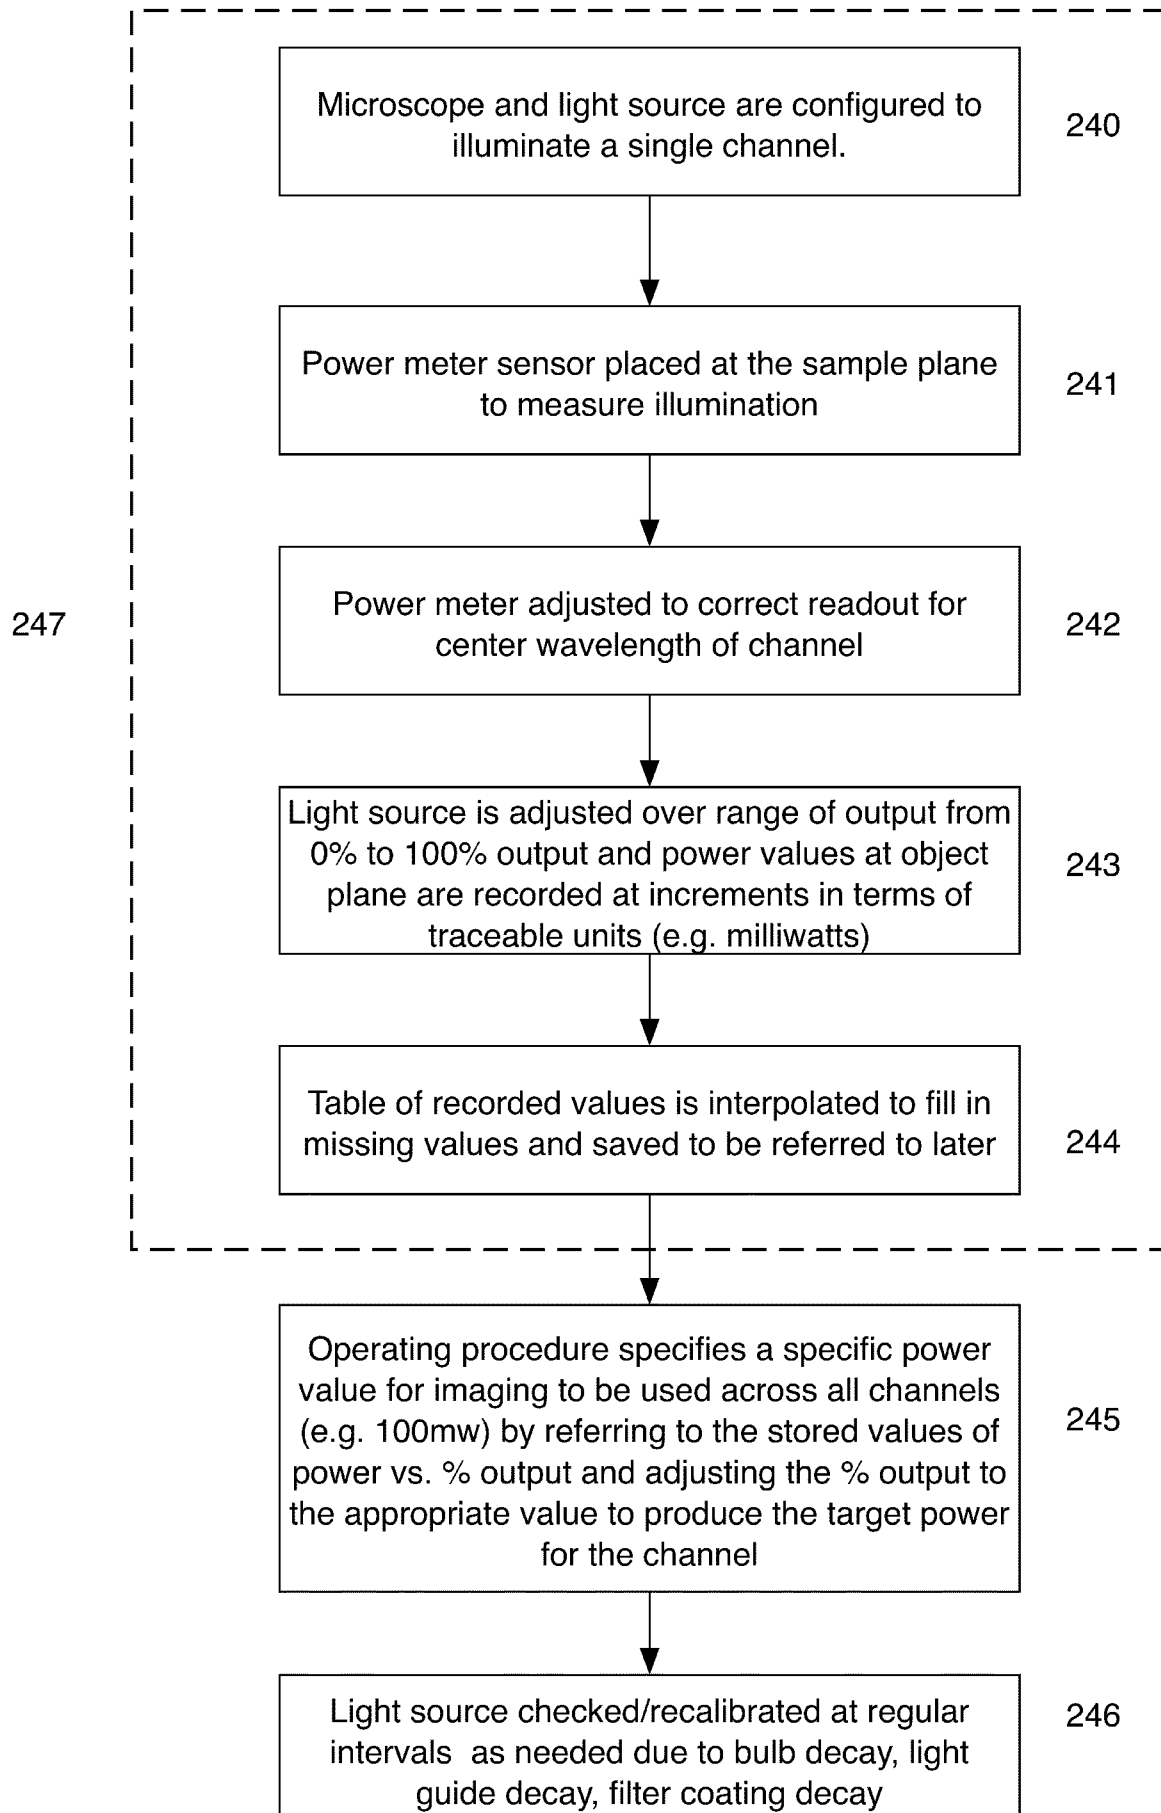 Microscope and light source are configured to
illuminate a single channel.
240
Power meter sensor placed at the sample plane
to measure illumination
241
Power meter adjusted to correct readout for
center wavelength of channel
242
247
Light source is adjusted over range of output from
0% to 100% output and power values at object
plane are recorded at increments in terms of
traceable units (e.g. milliwatts)
243
Table of recorded values is interpolated to fill in
missing values and saved to be referred to later
244
Operating procedure specifies a specific power
value for imaging to be used across all channels
(e.g. 100mw) by referring to the stored values of
power vs. % output and adjusting the % output to
the appropriate value to produce the target power
for the channel
245
Light source checked/recalibrated at regular
intervals  as needed due to bulb decay, light
guide decay, filter coating decay
246